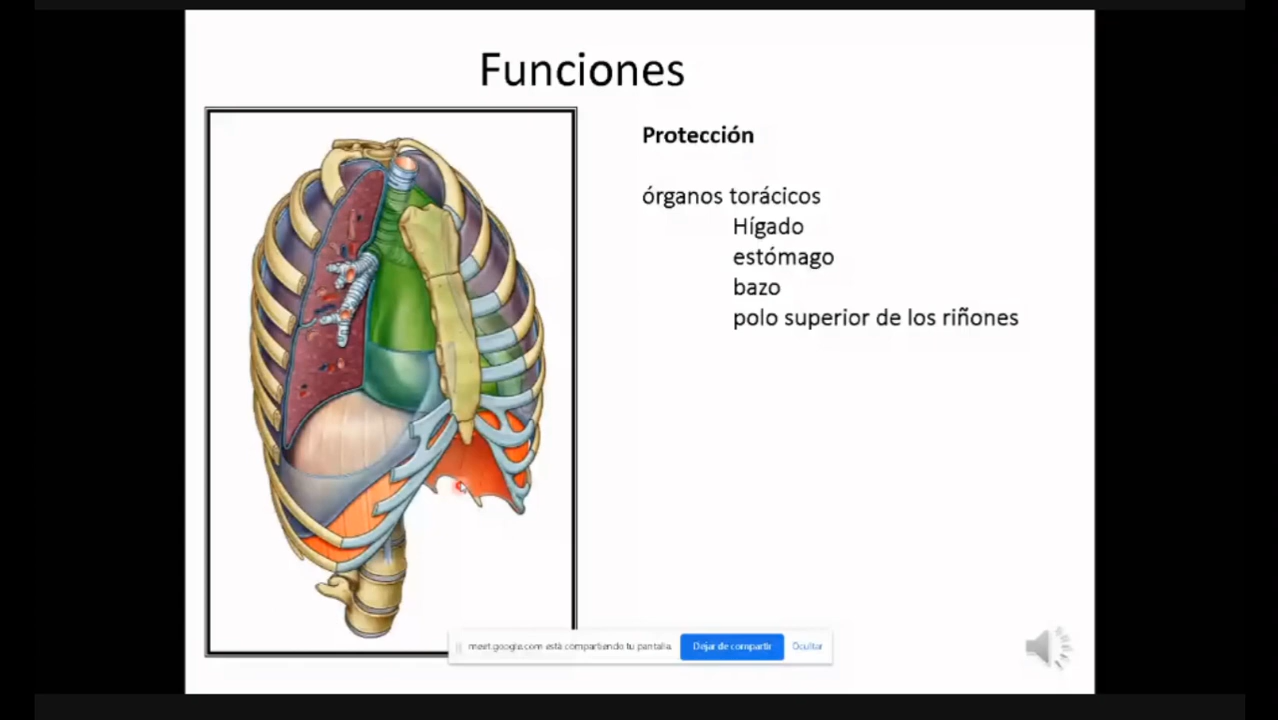 Funciones
Protección
órganos torácicos
Hígado
estómago
bazo
polo superior de los riñones
meet.google.com está compartiendo tu pantalla.
Dejar de compartir
Ocultar